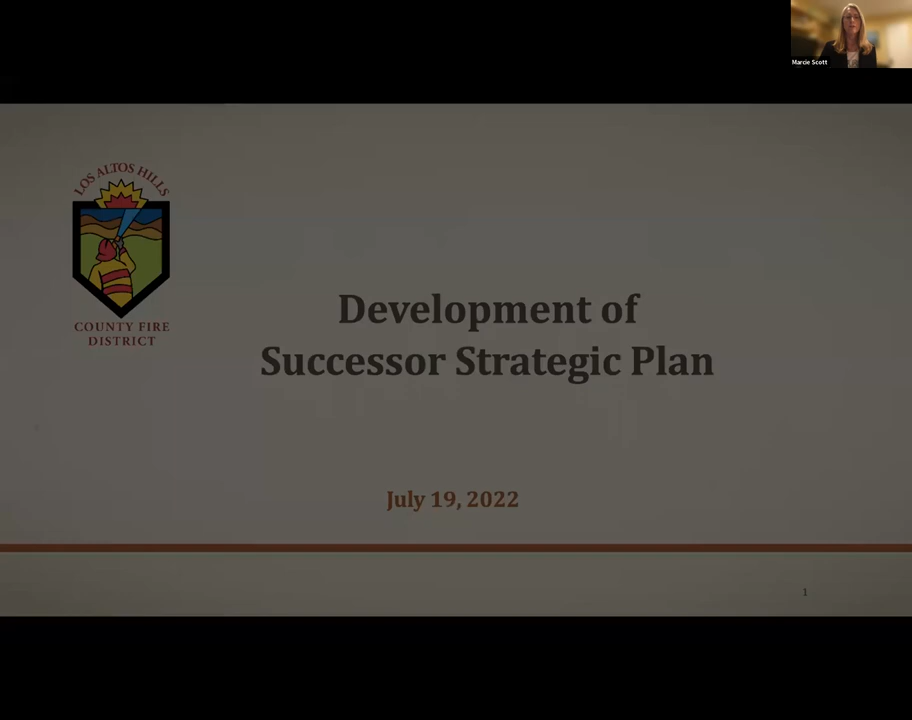 Marcie Scott
LOS ALTOS HILLS
COUNTY FIRE
DISTRICT
Development of
Successor Strategic Plan
July 19, 2022
1